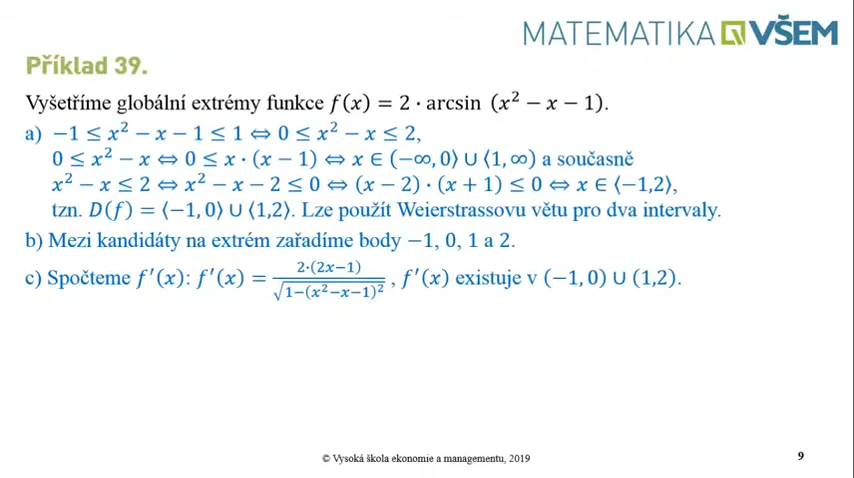 MATEMATIKA VŠEM
Příklad 39.
Vyšetříme globální extrémy funkce f(x) = 2 · arcsin (x² − x − 1).
a) −1 ≤ x² − x − 1 ≤ 1 ⇔ 0 ≤ x² − x ≤ 2,
0 ≤ x² − x ⇔ 0 ≤ x · (x − 1) ⇔ x ∈ (−∞, 0⟩ ∪ ⟨1, ∞) a současně
x² − x ≤ 2 ⇔ x² − x − 2 ≤ 0 ⇔ (x − 2) · (x + 1) ≤ 0 ⇔ x ∈ ⟨−1,2⟩,
tzn. D(f) = ⟨−1, 0⟩ ∪ ⟨1,2⟩. Lze použít Weierstrassovu větu pro dva intervaly.
b) Mezi kandidáty na extrém zařadíme body −1, 0, 1 a 2.
c) Spočteme f′(x): f′(x) = 2·(2x−1) / √(1−(x²−x−1)²) , f′(x) existuje v (−1, 0) ∪ (1,2).
© Vysoká škola ekonomie a managementu, 2019
9